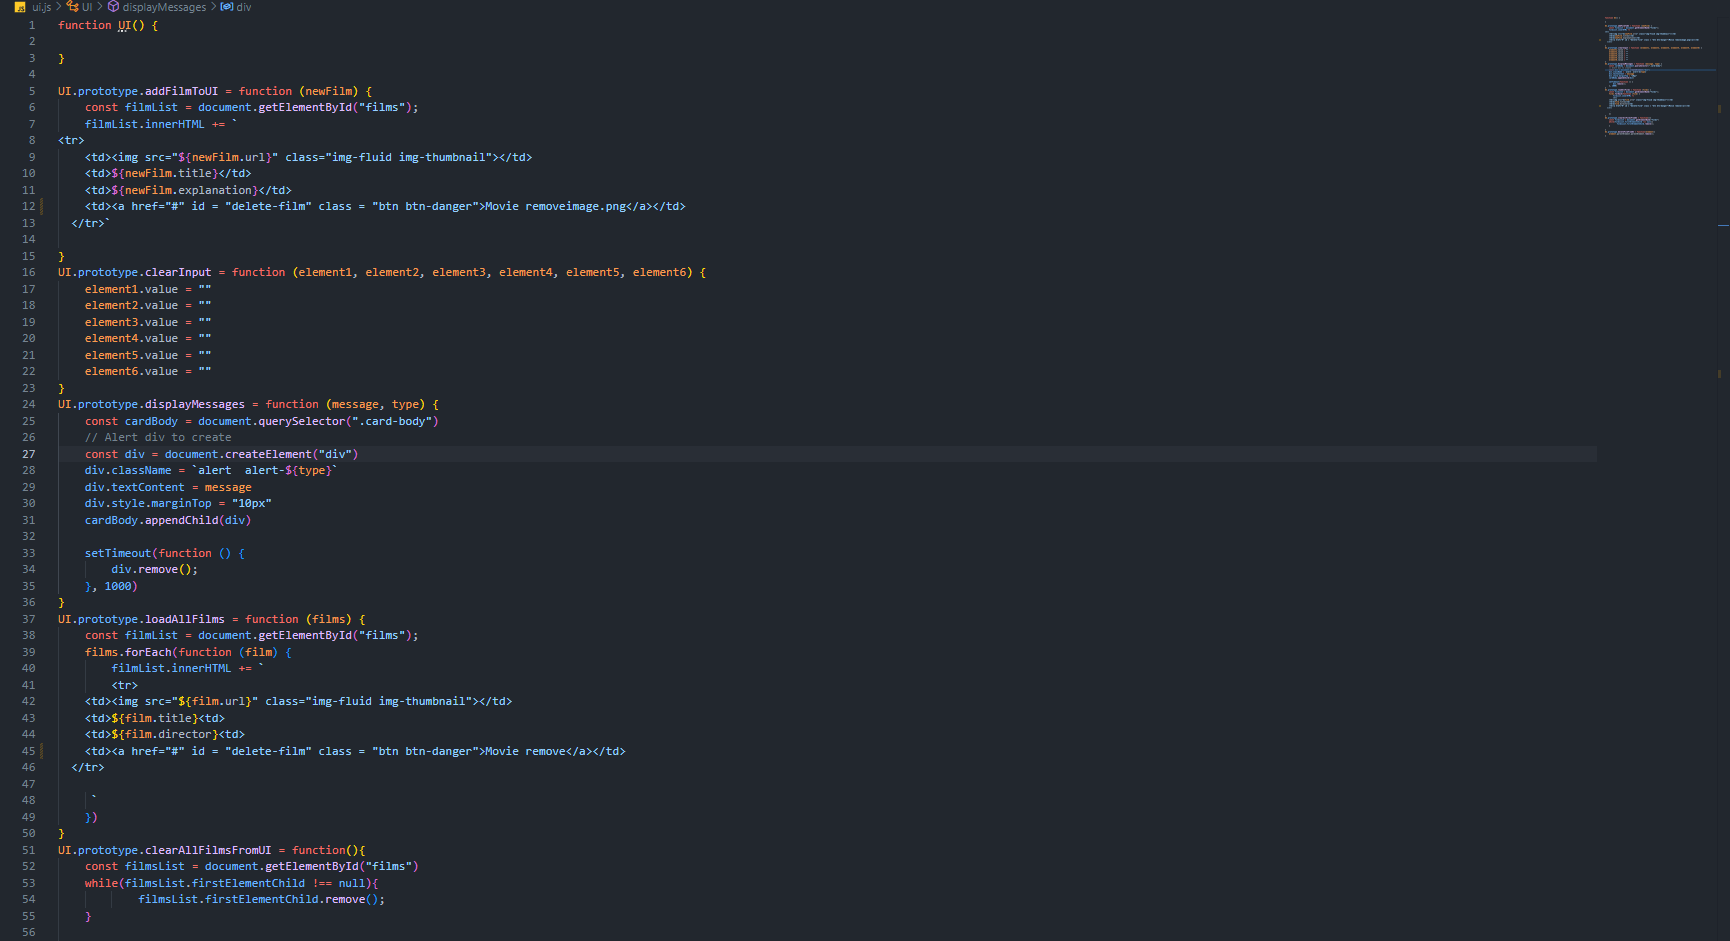 JS ui.js > UI > displayMessages > div
1 function UI() {
2
3 }
4
5 UI.prototype.addFilmToUI = function (newFilm) {
6     const filmList = document.getElementById("films");
7     filmList.innerHTML += `
8 <tr>
9     <td><img src="${newFilm.url}" class="img-fluid img-thumbnail"></td>
10     <td>${newFilm.title}</td>
11     <td>${newFilm.explanation}</td>
12     <td><a href="#" id = "delete-film" class = "btn btn-danger">Movie removeimage.png</a></td>
13   </tr>`
14
15 }
16 UI.prototype.clearInput = function (element1, element2, element3, element4, element5, element6) {
17     element1.value = ""
18     element2.value = ""
19     element3.value = ""
20     element4.value = ""
21     element5.value = ""
22     element6.value = ""
23 }
24 UI.prototype.displayMessages = function (message, type) {
25     const cardBody = document.querySelector(".card-body")
26     // Alert div to create
27     const div = document.createElement("div")
28     div.className = `alert  alert-${type}`
29     div.textContent = message
30     div.style.marginTop = "10px"
31     cardBody.appendChild(div)
32
33     setTimeout(function () {
34         div.remove();
35     }, 1000)
36 }
37 UI.prototype.loadAllFilms = function (films) {
38     const filmList = document.getElementById("films");
39     films.forEach(function (film) {
40         filmList.innerHTML += `
41         <tr>
42     <td><img src="${film.url}" class="img-fluid img-thumbnail"></td>
43     <td>${film.title}<td>
44     <td>${film.director}<td>
45     <td><a href="#" id = "delete-film" class = "btn btn-danger">Movie remove</a></td>
46   </tr>
47
48      `
49     })
50 }
51 UI.prototype.clearAllFilmsFromUI = function(){
52     const filmsList = document.getElementById("films")
53     while(filmsList.firstElementChild !== null){
54             filmsList.firstElementChild.remove();
55     }
56